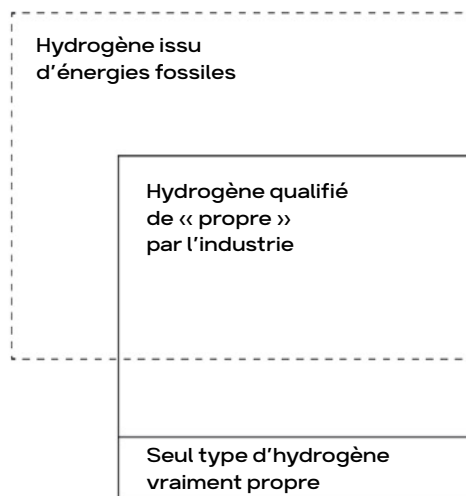 Hydrogène issu
d’énergies fossiles
Hydrogène qualifié
de « propre »
par l’industrie
Seul type d’hydrogène
vraiment propre